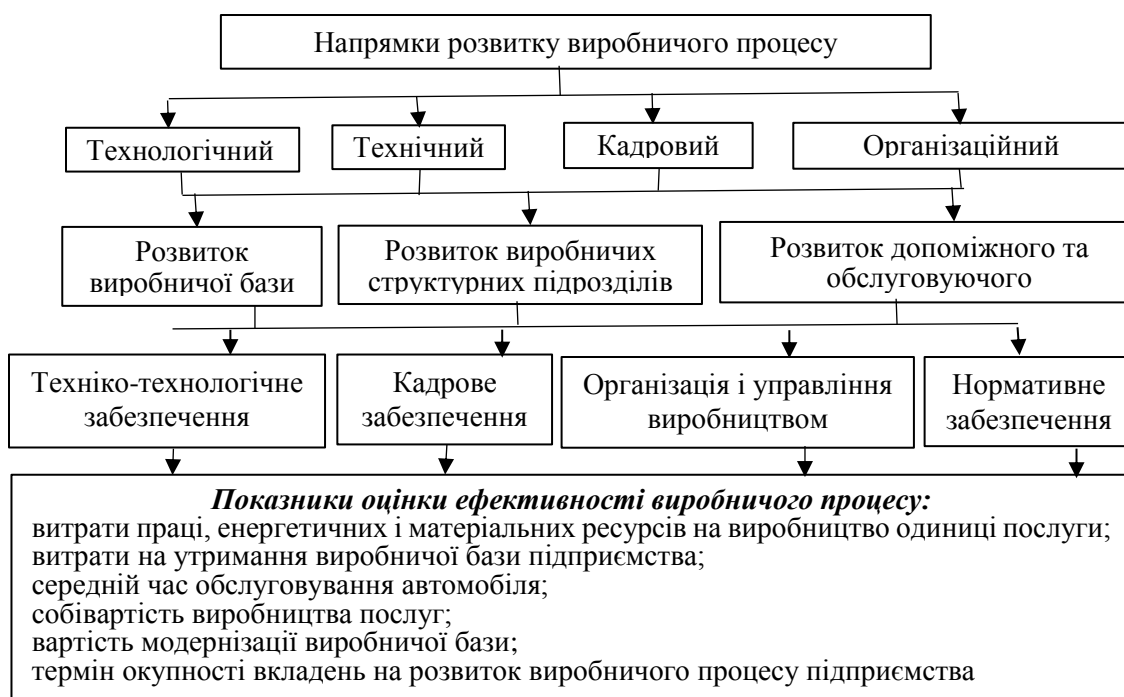 Напрямки розвитку виробничого процесу
Технологічний
Технічний
Кадровий
Організаційний
Розвиток
виробничої бази
Розвиток виробничих
структурних підрозділів
Розвиток допоміжного та
обслуговуючого
Техніко-технологічне
забезпечення
Кадрове
забезпечення
Організація і управління
виробництвом
Нормативне
забезпечення
Показники оцінки ефективності виробничого процесу:
витрати праці, енергетичних і матеріальних ресурсів на виробництво одиниці послуги;
витрати на утримання виробничої бази підприємства;
середній час обслуговування автомобіля;
собівартість виробництва послуг;
вартість модернізації виробничої бази;
термін окупності вкладень на розвиток виробничого процесу підприємства